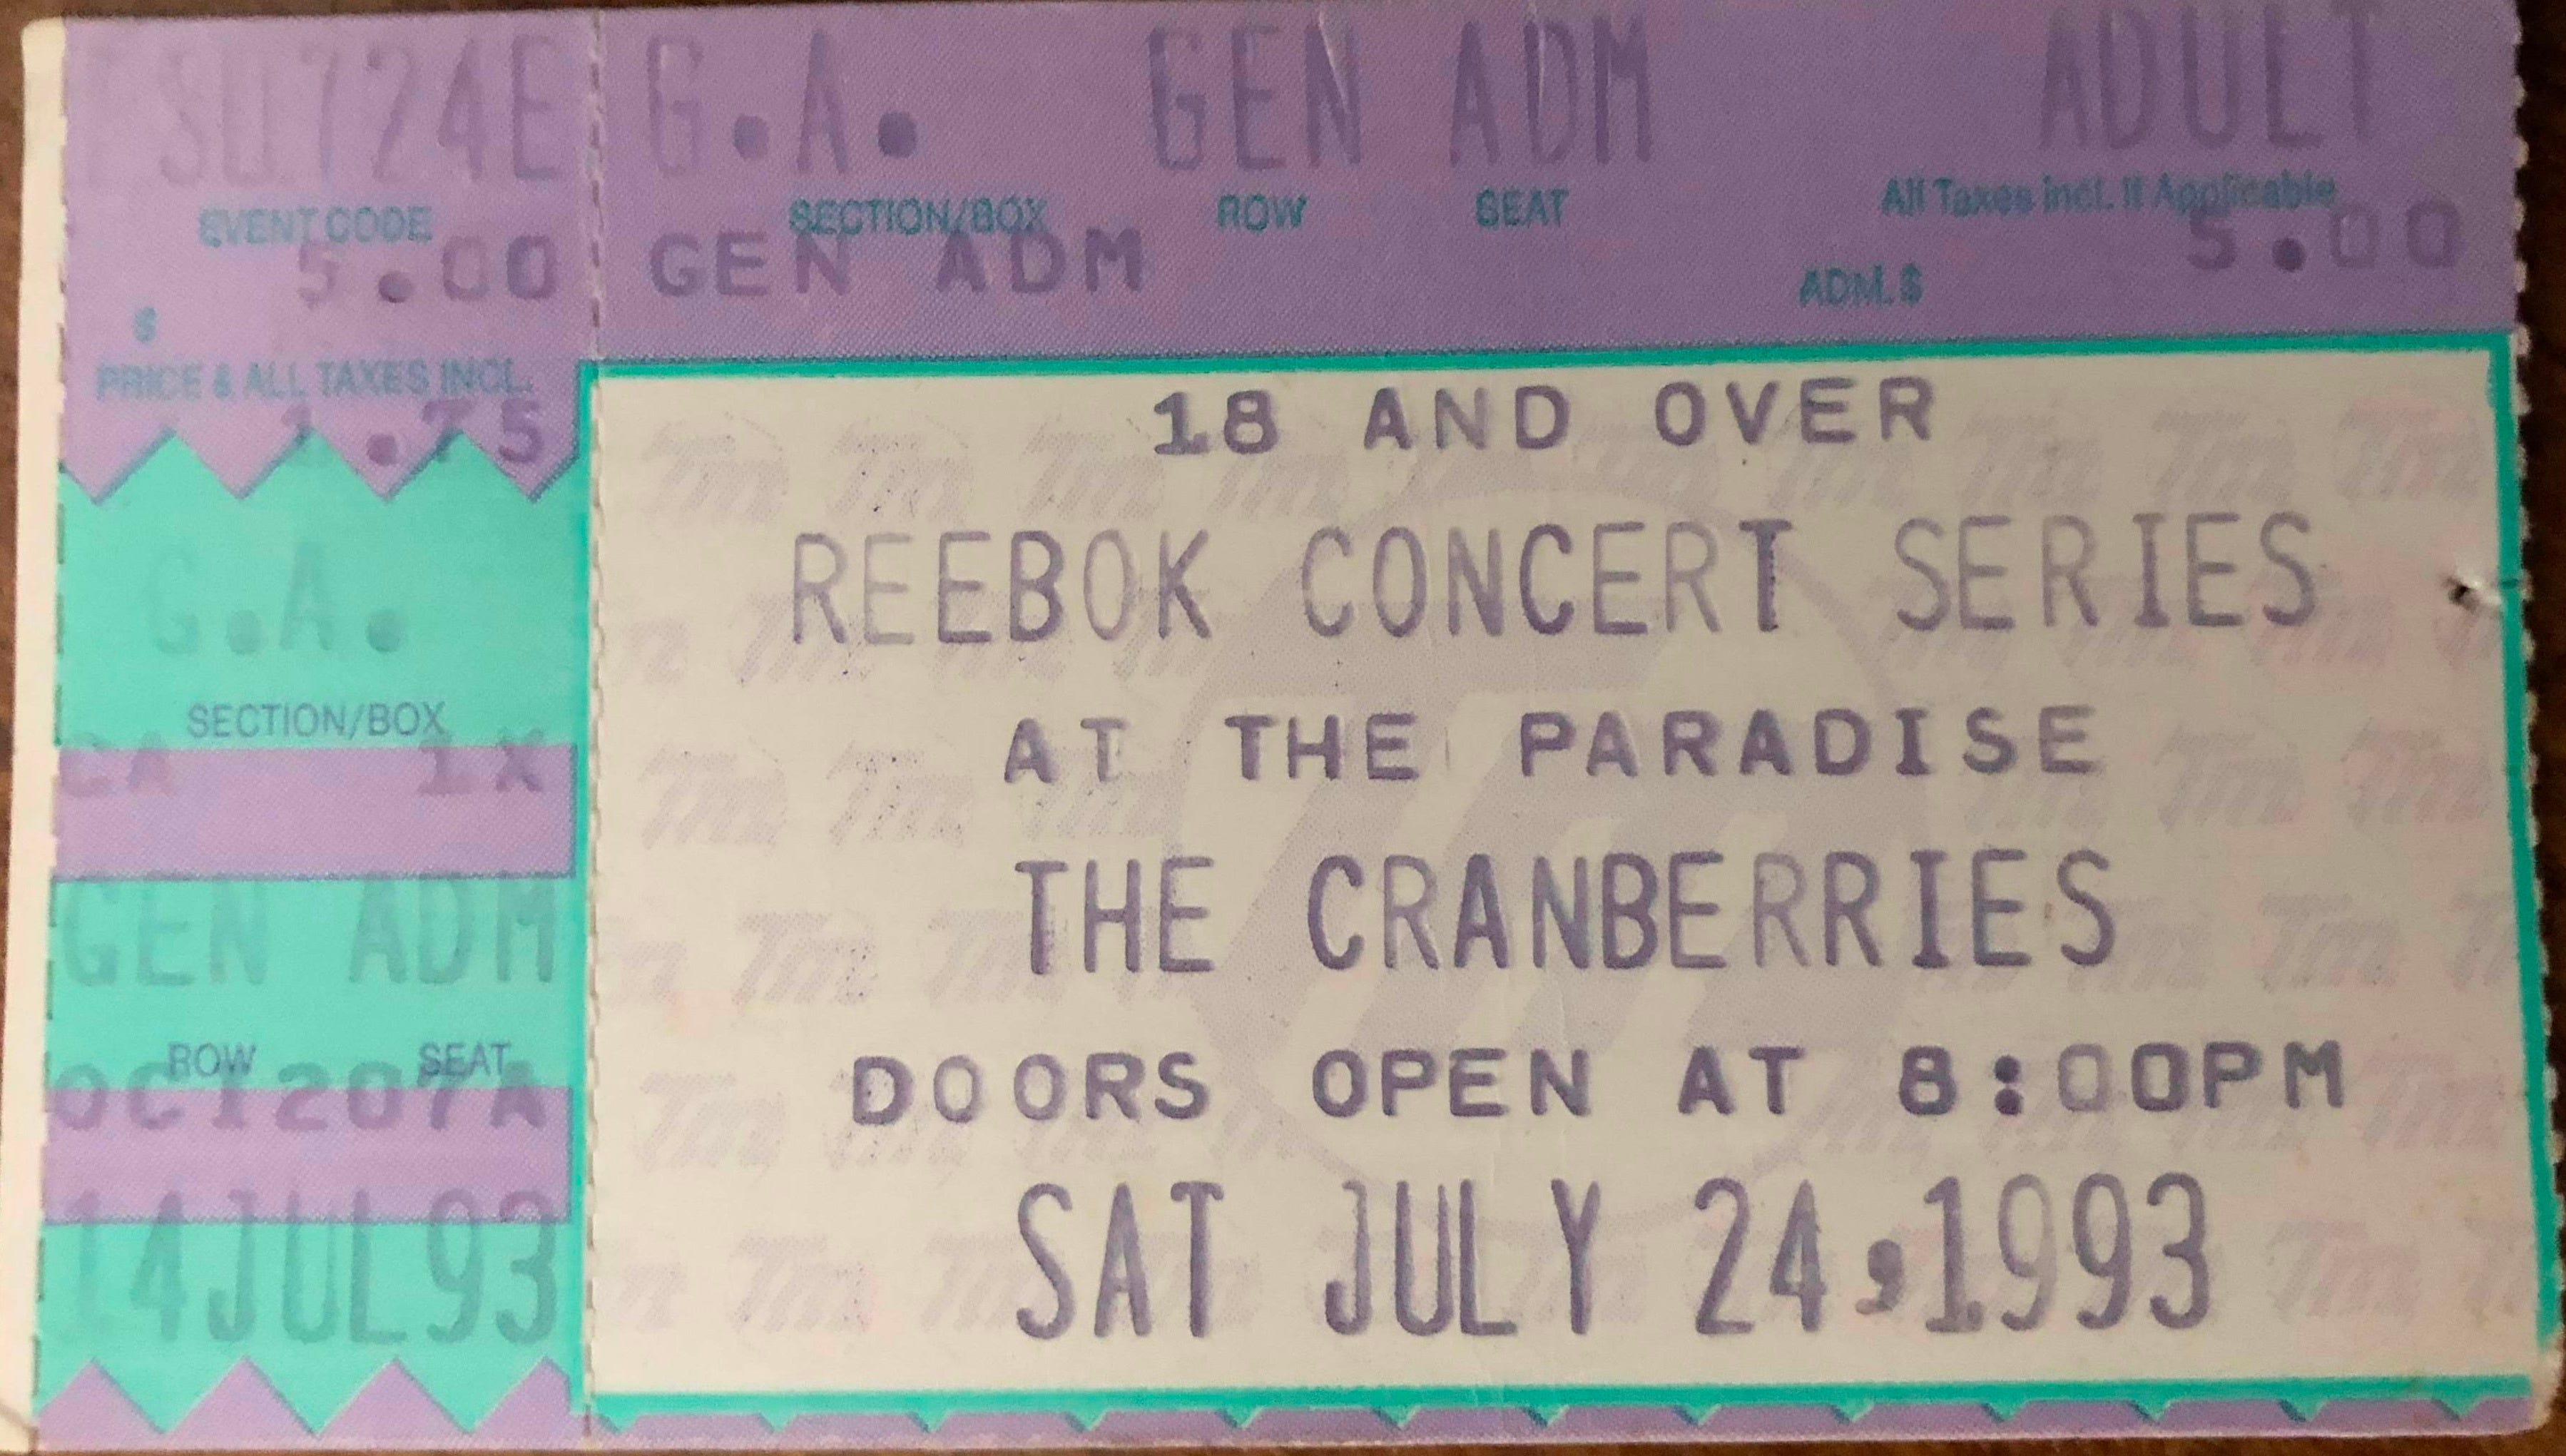 FS0724E
EVENT CODE
5.00
$
PRICE & ALL TAXES INCL.
1.75
G.A.
SECTION/BOX
CA 1X
GEN ADM
ROW SEAT
14JUL93
G.A. GEN ADM ADULT
SECTION/BOX ROW SEAT All Taxes Incl. If Applicable
GEN ADM ADM.$ 5.00
18 AND OVER
REEBOK CONCERT SERIES
AT THE PARADISE
THE CRANBERRIES
DOORS OPEN AT 8:00PM
SAT JULY 24,1993